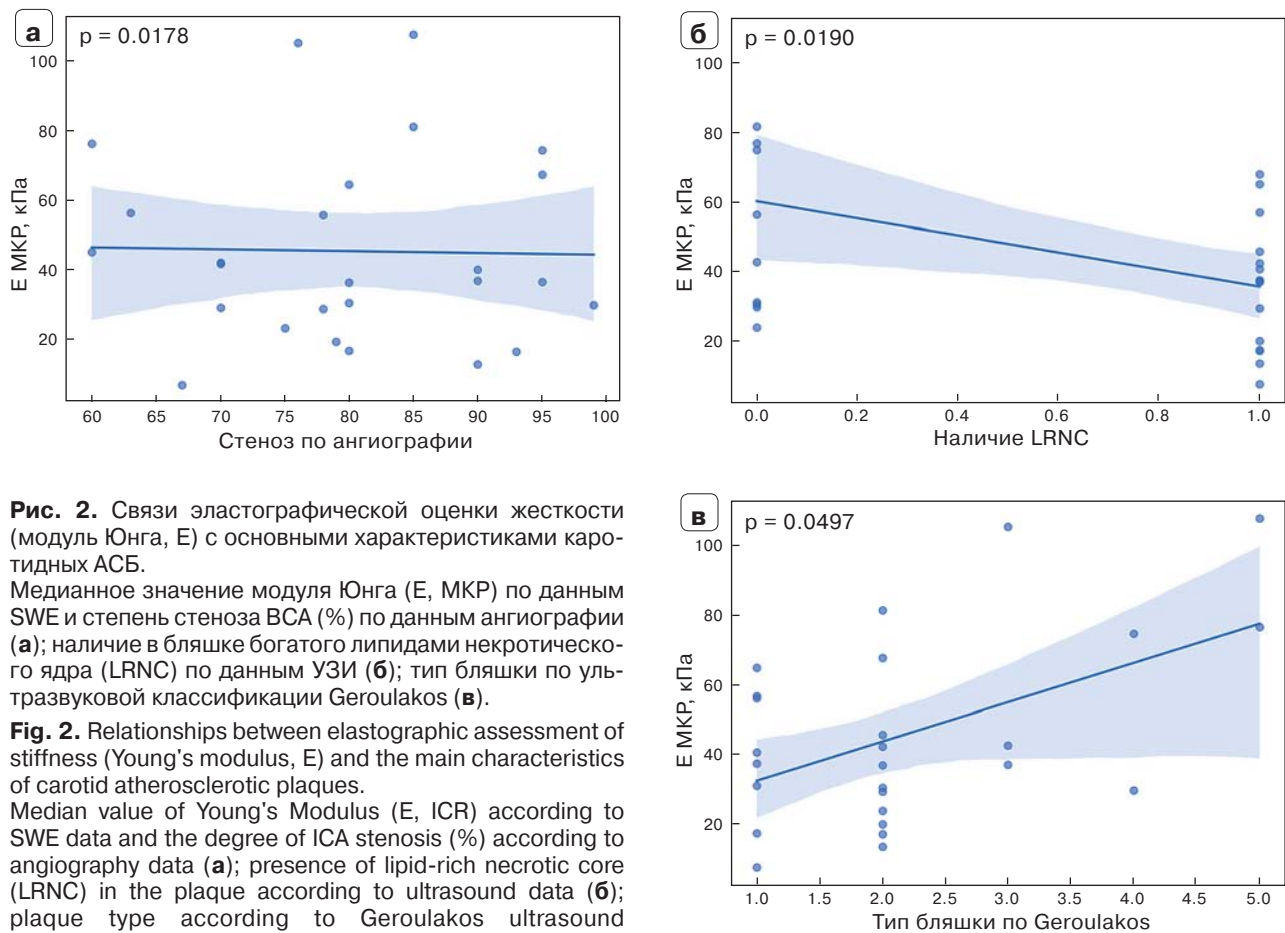 а
p = 0.0178
100
80
60
40
20
E МКР, кПа
60 65 70 75 80 85 90 95 100
Стеноз по ангиографии
б
p = 0.0190
100
80
60
40
20
E МКР, кПа
0.0 0.2 0.4 0.6 0.8 1.0
Наличие LRNC
Рис. 2. Связи эластографической оценки жесткости
(модуль Юнга, E) с основными характеристиками каро-
тидных АСБ.
Медианное значение модуля Юнга (E, МКР) по данным
SWE и степень стеноза ВСА (%) по данным ангиографии
(а); наличие в бляшке богатого липидами некротическо-
го ядра (LRNC) по данным УЗИ (б); тип бляшки по уль-
тразвуковой классификации Geroulakos (в).
Fig. 2. Relationships between elastographic assessment of
stiffness (Young's modulus, E) and the main characteristics
of carotid atherosclerotic plaques.
Median value of Young's Modulus (E, ICR) according to
SWE data and the degree of ICA stenosis (%) according to
angiography data (а); presence of lipid-rich necrotic core
(LRNC) in the plaque according to ultrasound data (б);
plaque type according to Geroulakos ultrasound
в
p = 0.0497
100
80
60
40
20
E МКР, кПа
1.0 1.5 2.0 2.5 3.0 3.5 4.0 4.5 5.0
Тип бляшки по Geroulakos